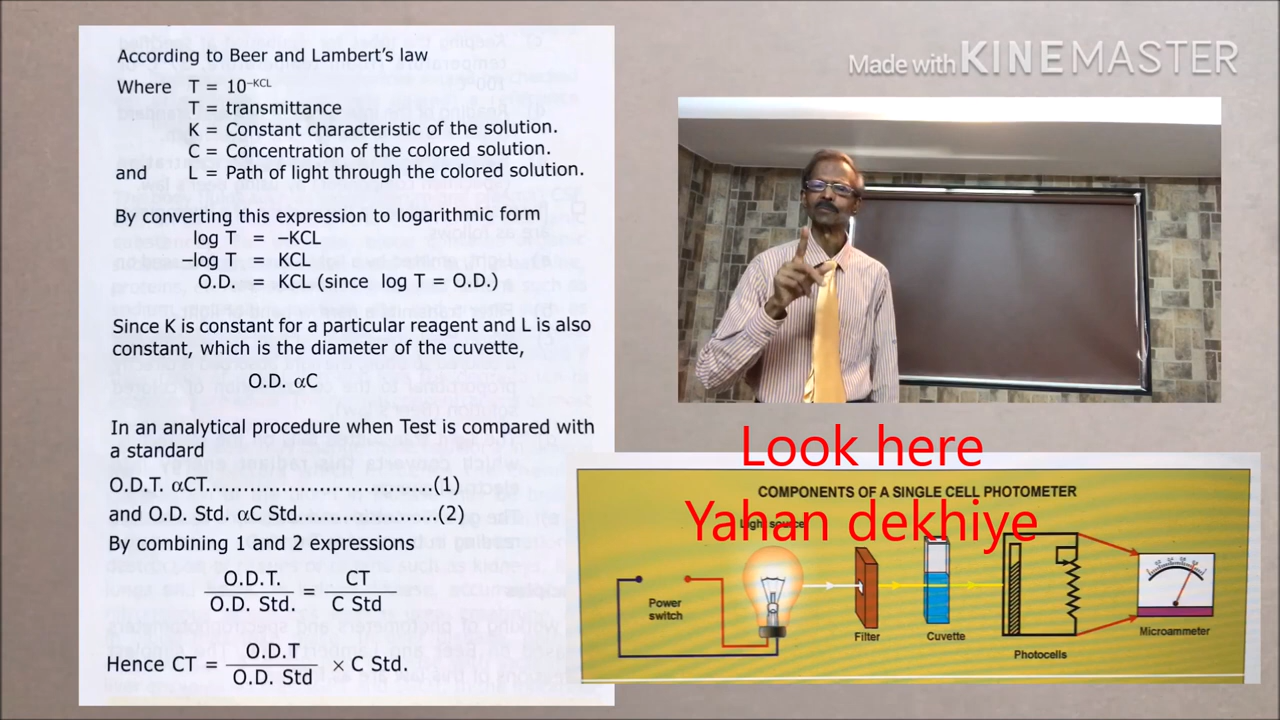 According to Beer and Lambert's law
Where T = 10⁻ᴷᶜᴸ
T = transmittance
K = Constant characteristic of the solution.
C = Concentration of the colored solution.
and L = Path of light through the colored solution.
By converting this expression to logarithmic form
log T = –KCL
–log T = KCL
O.D. = KCL (since log T = O.D.)
Since K is constant for a particular reagent and L is also
constant, which is the diameter of the cuvette,
O.D. αC
In an analytical procedure when Test is compared with
a standard
O.D.T. αCT.................................(1)
and O.D. Std. αC Std....................(2)
By combining 1 and 2 expressions
O.D.T. / O.D. Std. = CT / C Std
Hence CT = O.D.T / O.D. Std × C Std.
Made with KINEMASTER
Look here
COMPONENTS OF A SINGLE CELL PHOTOMETER
Yahan dekhiye
Light source
Power
switch
Filter
Cuvette
Photocells
Microammeter